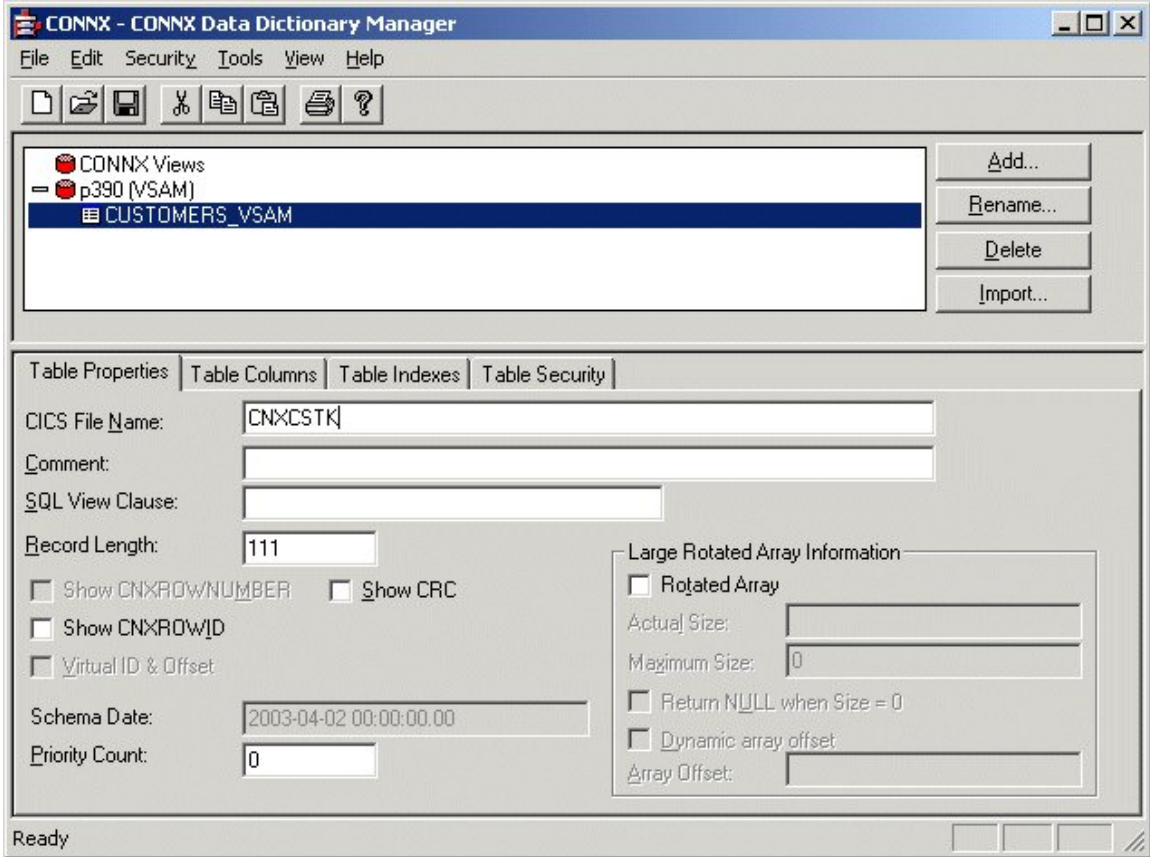 CONNX - CONNX Data Dictionary Manager
File Edit Security Tools View Help
CONNX Views
p390 (VSAM)
CUSTOMERS_VSAM
Add...
Rename...
Delete
Import...
Table Properties Table Columns Table Indexes Table Security
CICS File Name: CNXCSTK
Comment:
SQL View Clause:
Record Length: 111
Show CNXROWNUMBER Show CRC
Show CNXROWID
Virtual ID & Offset
Schema Date: 2003-04-02 00:00:00.00
Priority Count: 0
Large Rotated Array Information
Rotated Array
Actual Size:
Maximum Size: 0
Return NULL when Size = 0
Dynamic array offset
Array Offset:
Ready